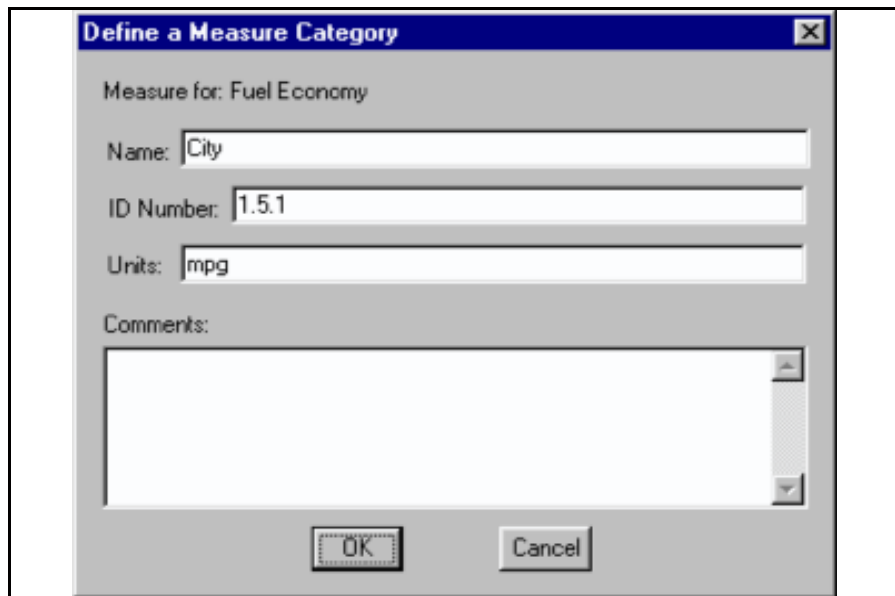 Define a Measure Category
Measure for: Fuel Economy
Name: City
ID Number: 1.5.1
Units: mpg
Comments:
OK Cancel